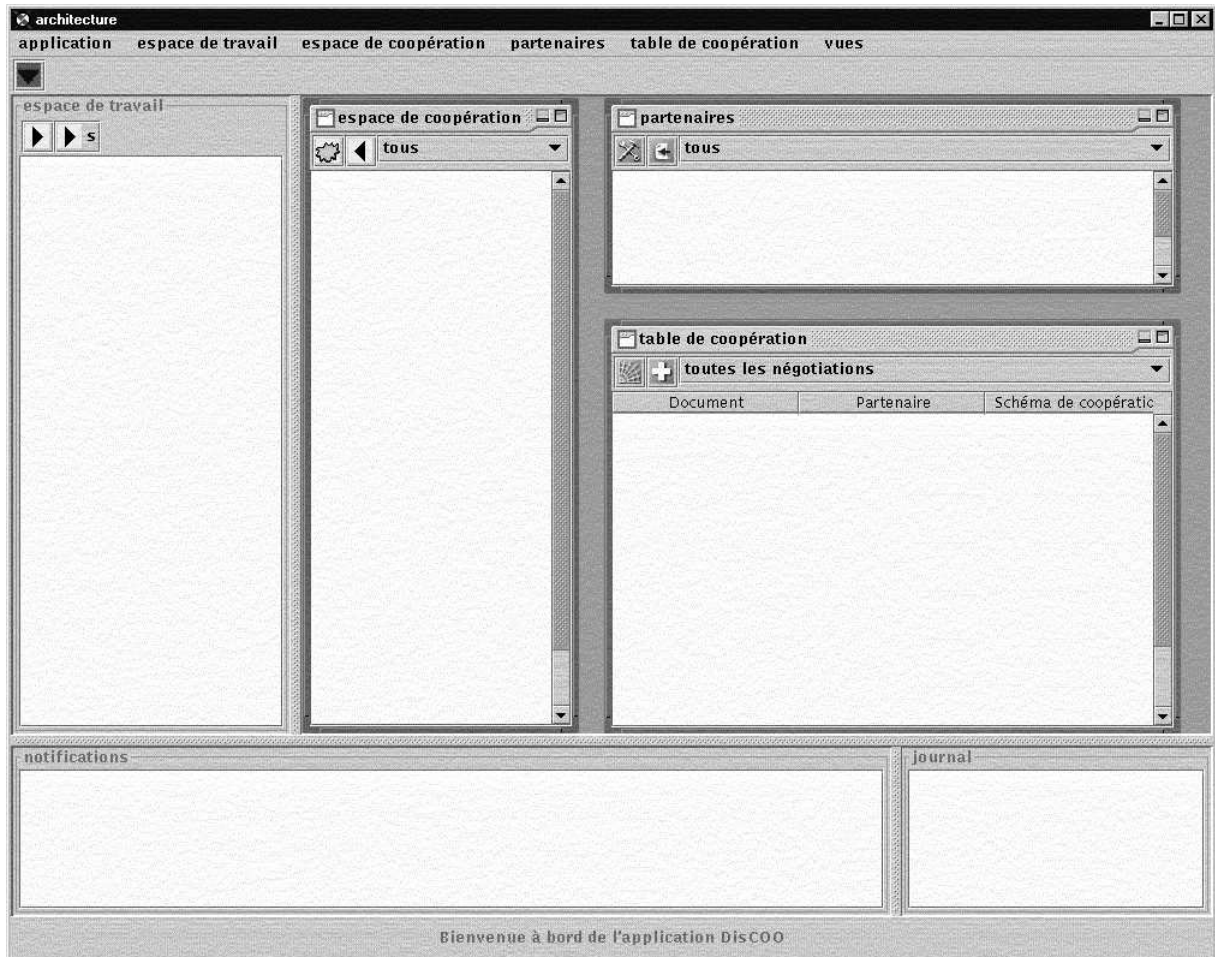 architecture
application espace de travail espace de coopération partenaires table de coopération vues
espace de travail
s
espace de coopération
tous
partenaires
tous
table de coopération
toutes les négotiations
Document Partenaire Schéma de coopératic
notifications
journal
Bienvenue à bord de l'application DisCOO